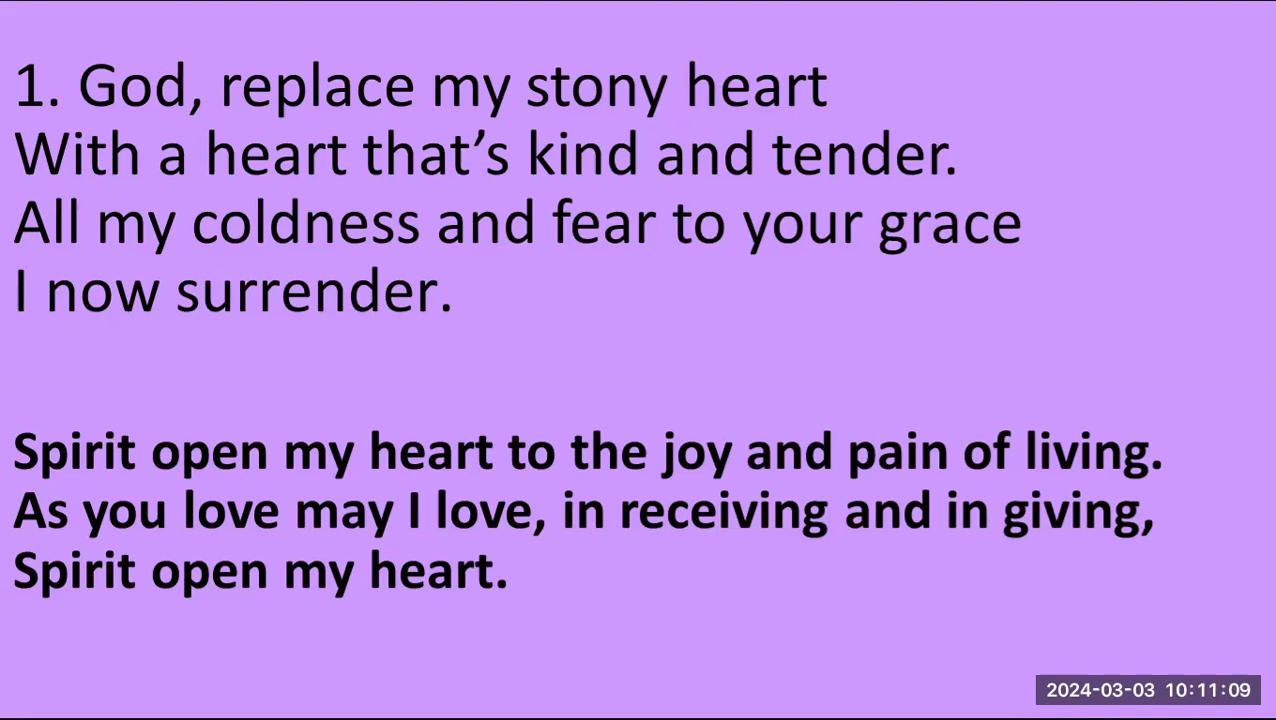 1. God, replace my stony heart
With a heart that’s kind and tender.
All my coldness and fear to your grace
I now surrender.
Spirit open my heart to the joy and pain of living.
As you love may I love, in receiving and in giving,
Spirit open my heart.
2024-03-03 10:11:09